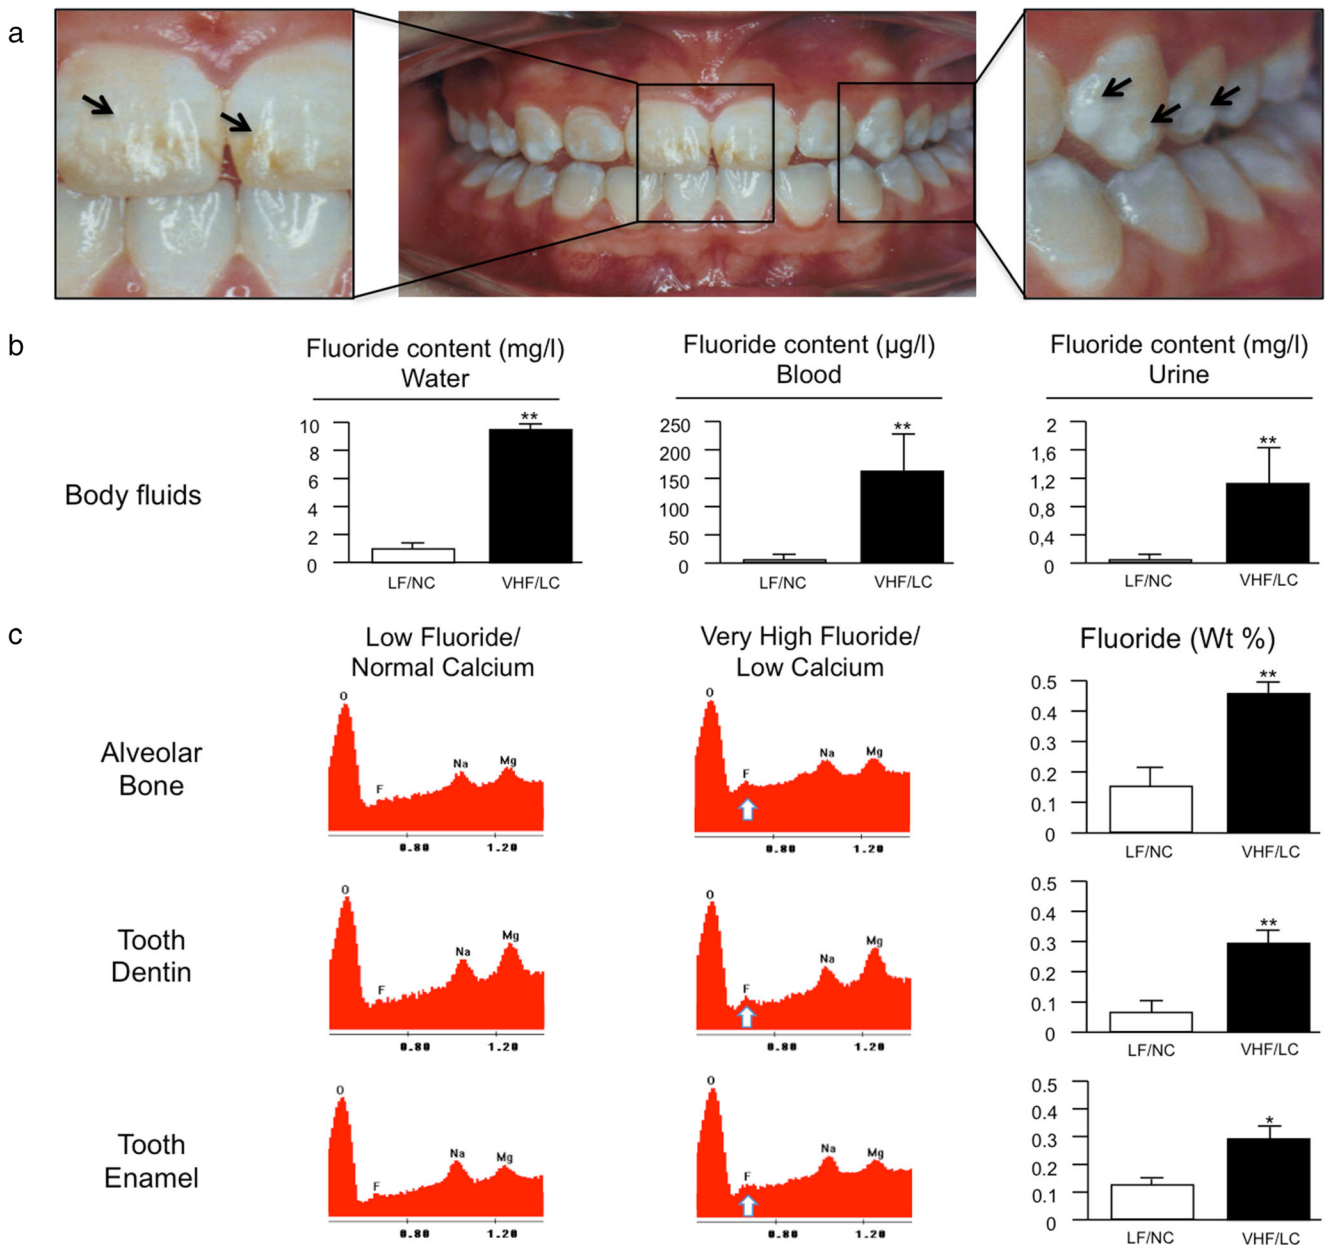 a
b
Fluoride content (mg/l)
Water
Fluoride content (µg/l)
Blood
Fluoride content (mg/l)
Urine
Body fluids
10
8
6
4
2
0
**
LF/NC
VHF/LC
250
200
150
100
50
0
**
LF/NC
VHF/LC
2
1,6
1,2
0,8
0,4
0
**
LF/NC
VHF/LC
c
Low Fluoride/
Normal Calcium
Very High Fluoride/
Low Calcium
Fluoride (Wt %)
Alveolar
Bone
O
F
Na
Mg
0.80
1.20
O
F
Na
Mg
0.80
1.20
0.5
0.4
0.3
0.2
0.1
0
**
LF/NC
VHF/LC
Tooth
Dentin
O
F
Na
Mg
0.80
1.20
O
F
Na
Mg
0.80
1.20
0.5
0.4
0.3
0.2
0.1
0
**
LF/NC
VHF/LC
Tooth
Enamel
O
F
Na
Mg
0.80
1.20
O
F
Na
Mg
0.80
1.20
0.5
0.4
0.3
0.2
0.1
0
*
LF/NC
VHF/LC